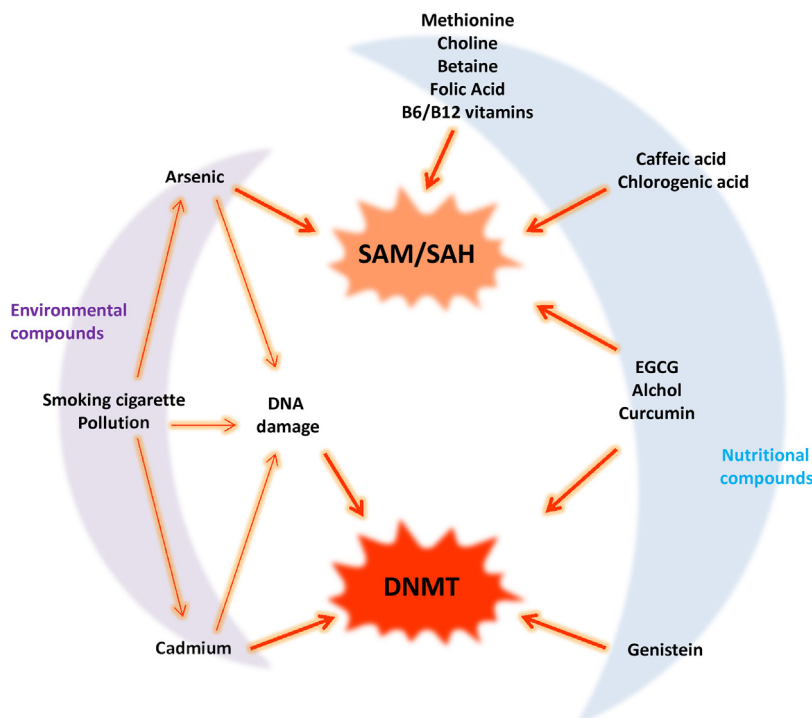 Methionine
Choline
Betaine
Folic Acid
B6/B12 vitamins
Caffeic acid
Chlorogenic acid
Arsenic
SAM/SAH
Environmental
compounds
EGCG
Alchol
Curcumin
Smoking cigarette
Pollution
DNA
damage
Nutritional
compounds
DNMT
Cadmium
Genistein